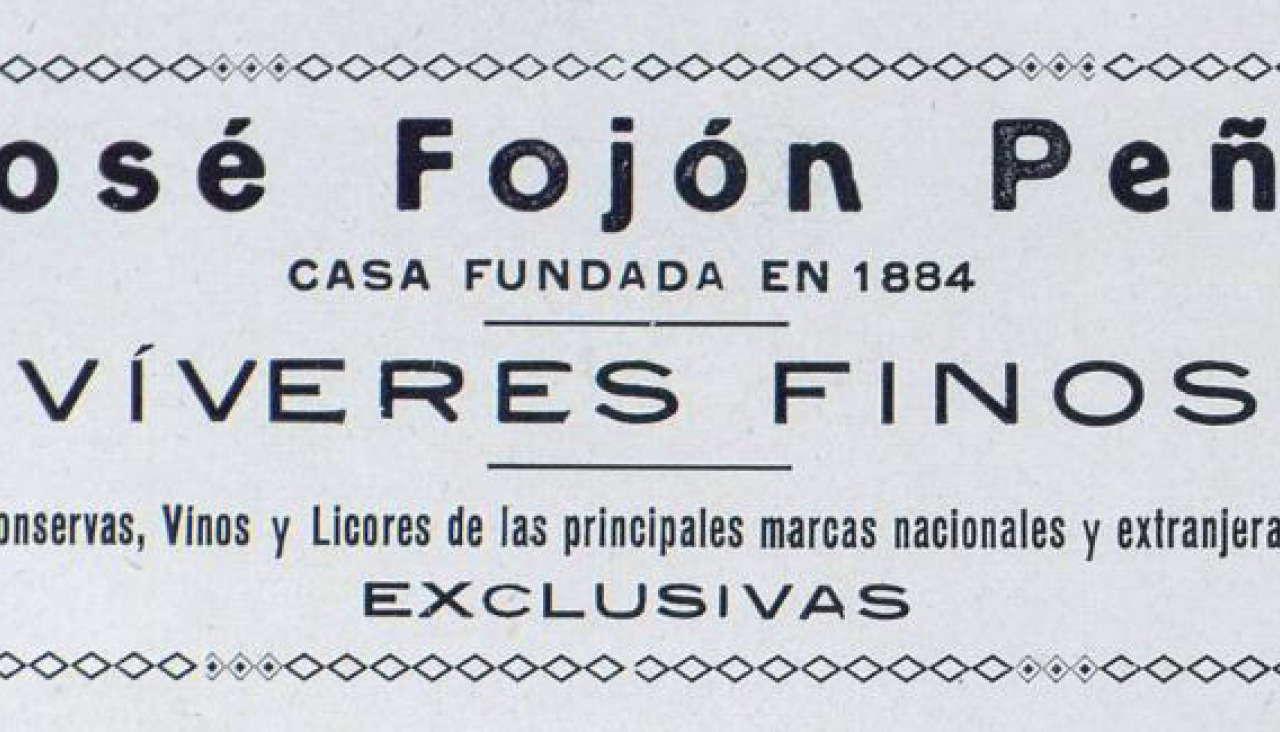 osé Fojón Peñ
CASA FUNDADA EN 1884
VÍVERES FINOS
onservas, Vinos y Licores de las principales marcas nacionales y extranjera
EXCLUSIVAS